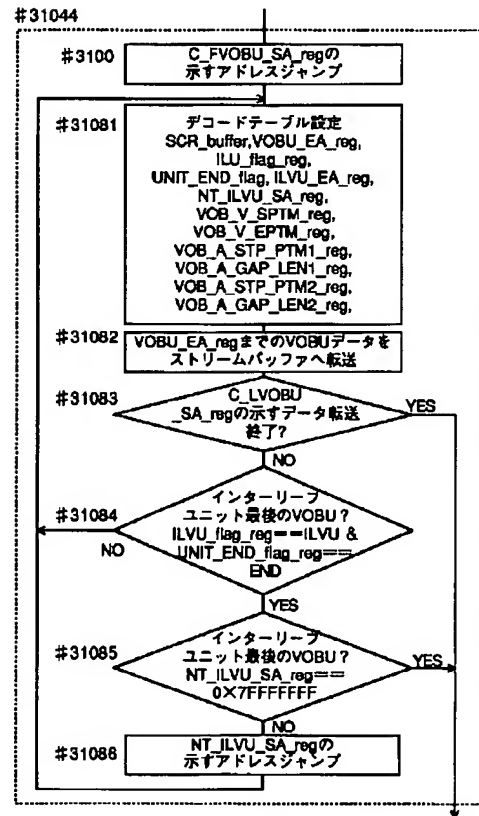 #31044
#3100
C_FVOBU_SA_regの
示すアドレスジャンプ
#31081
デコードテーブル設定
SCR_buffer,VOBU_EA_reg,
ILU_flag_reg,
UNIT_END_flag, ILVU_EA_reg,
NT_ILVU_SA_reg,
VOB_V_SPTM_reg,
VOB_V_EPTM_reg,
VOB_A_STP_PTM1_reg,
VOB_A_GAP_LEN1_reg,
VOB_A_STP_PTM2_reg,
VOB_A_GAP_LEN2_reg,
#31082
VOBU_EA_regまでのVOBUデータを
ストリームバッファへ転送
#31083
C_LVOBU
_SA_regの示すデータ転送
終了?
YES
NO
#31084
インターリーブ
ユニット最後のVOBU?
ILVU_flag_reg==ILVU &
UNIT_END_flag_reg==
END
NO
YES
#31085
インターリーブ
ユニット最後のVOBU?
NT_ILVU_SA_reg==
0×7FFFFFFF
YES
NO
#31086
NT_ILVU_SA_regの
示すアドレスジャンプ